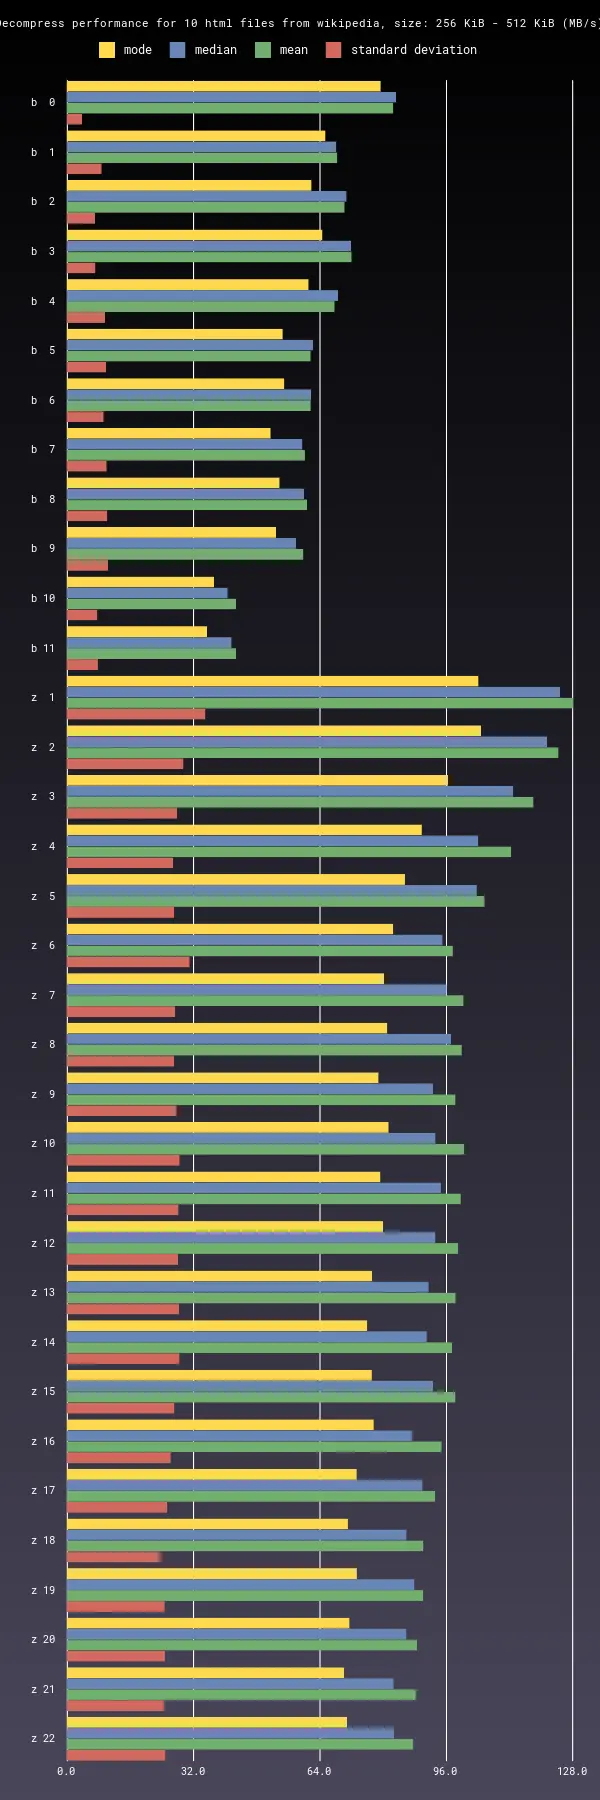 Decompress performance for 10 html files from wikipedia, size: 256 KiB - 512 KiB (MB/s)
mode median mean standard deviation
b 0
b 1
b 2
b 3
b 4
b 5
b 6
b 7
b 8
b 9
b 10
b 11
z 1
z 2
z 3
z 4
z 5
z 6
z 7
z 8
z 9
z 10
z 11
z 12
z 13
z 14
z 15
z 16
z 17
z 18
z 19
z 20
z 21
z 22
0.0 32.0 64.0 96.0 128.0